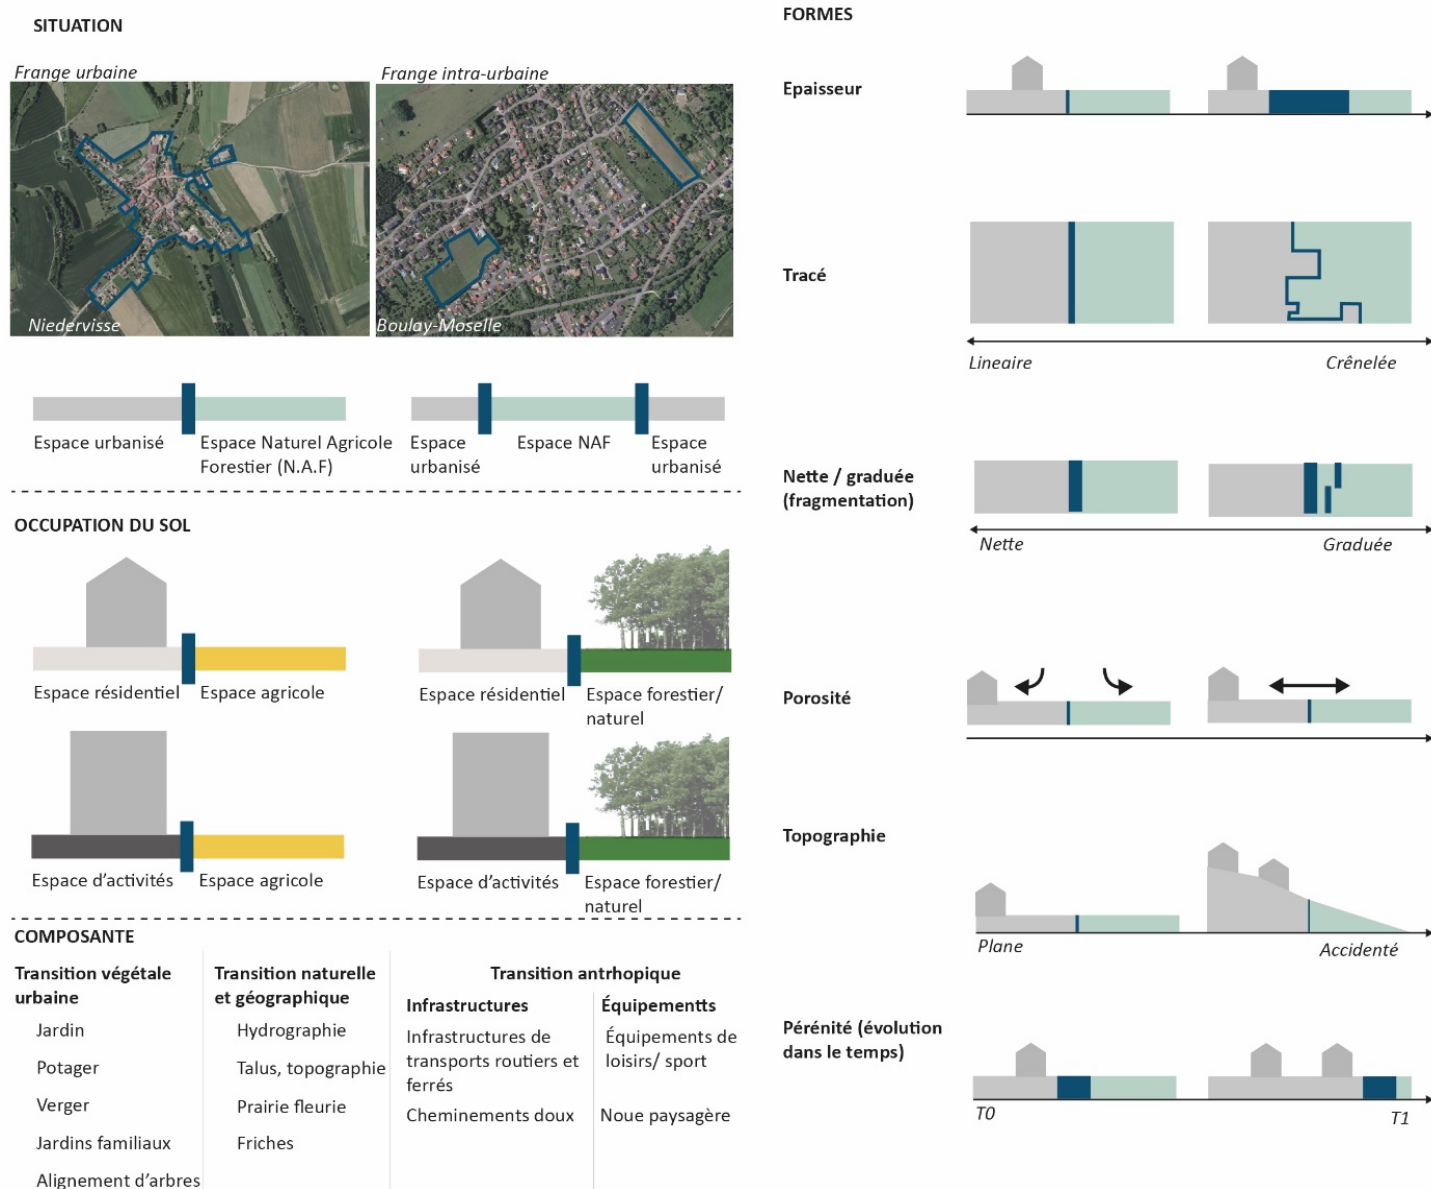 SITUATION
Frange urbaine
Frange intra-urbaine
Niedervisse
Boulay-Moselle
Espace urbanisé
Espace Naturel Agricole
Forestier (N.A.F)
Espace
urbanisé
Espace NAF
Espace
urbanisé
OCCUPATION DU SOL
Espace résidentiel
Espace agricole
Espace résidentiel
Espace forestier/
naturel
Espace d'activités
Espace agricole
Espace d'activités
Espace forestier/
naturel
COMPOSANTE
Transition végétale
urbaine
Jardin
Potager
Verger
Jardins familiaux
Alignement d'arbres
Transition naturelle
et géographique
Hydrographie
Talus, topographie
Prairie fleurie
Friches
Transition antrhopique
Infrastructures
Infrastructures de
transports routiers et
ferrés
Cheminements doux
Équipementts
Équipements de
loisirs/ sport
Noue paysagère
FORMES
Epaisseur
Tracé
Lineaire
Crênelée
Nette / graduée
(fragmentation)
Nette
Graduée
Porosité
Topographie
Plane
Accidenté
Pérénité (évolution
dans le temps)
T0
T1